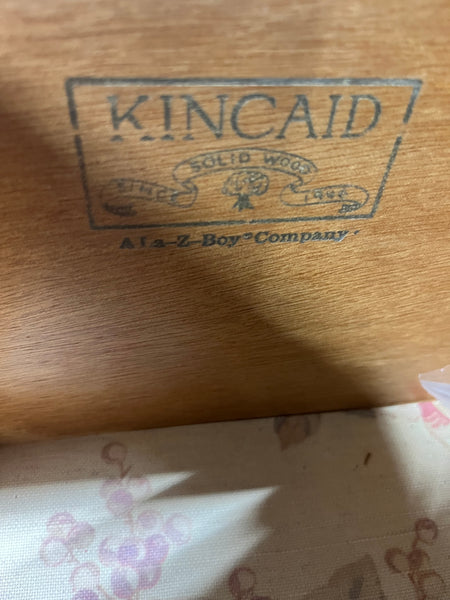 KINCAID
SOLID WOOD
SINCE 1946
A La-Z-Boy® Company